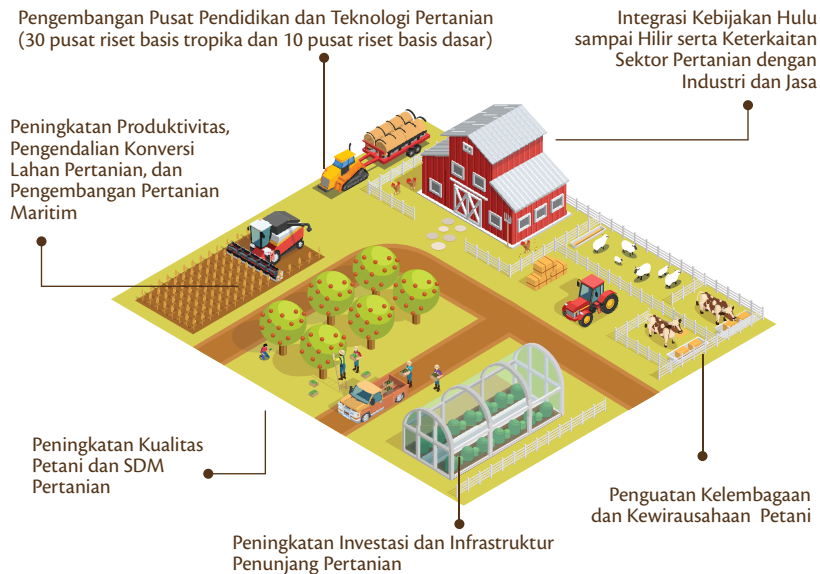 Pengembangan Pusat Pendidikan dan Teknologi Pertanian
(30 pusat riset basis tropika dan 10 pusat riset basis dasar)
Integrasi Kebijakan Hulu
sampai Hilir serta Keterkaitan
Sektor Pertanian dengan
Industri dan Jasa
Peningkatan Produktivitas,
Pengendalian Konversi
Lahan Pertanian, dan
Pengembangan Pertanian
Maritim
Peningkatan Kualitas
Petani dan SDM
Pertanian
Penguatan Kelembagaan
dan Kewirausahaan Petani
Peningkatan Investasi dan Infrastruktur
Penunjang Pertanian